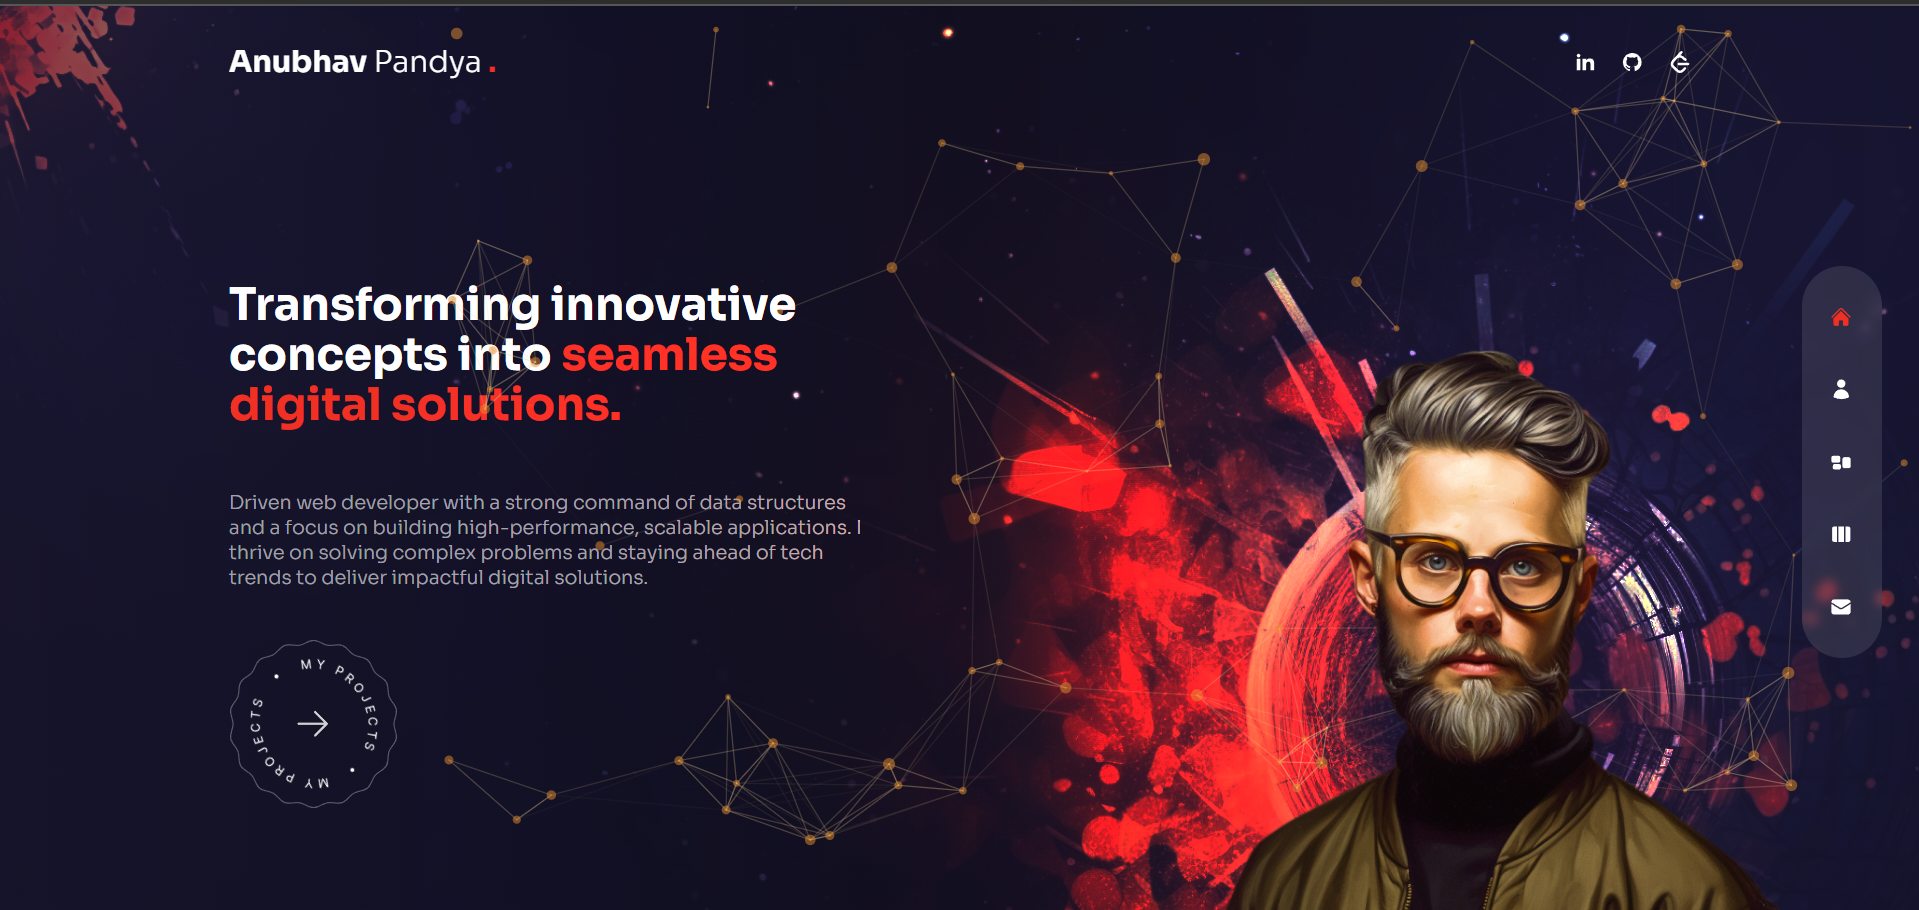 Anubhav Pandya .
Transforming innovative
concepts into seamless
digital solutions.
Driven web developer with a strong command of data structures
and a focus on building high-performance, scalable applications. I
thrive on solving complex problems and staying ahead of tech
trends to deliver impactful digital solutions.
MY PROJECTS • MY PROJECTS •
in